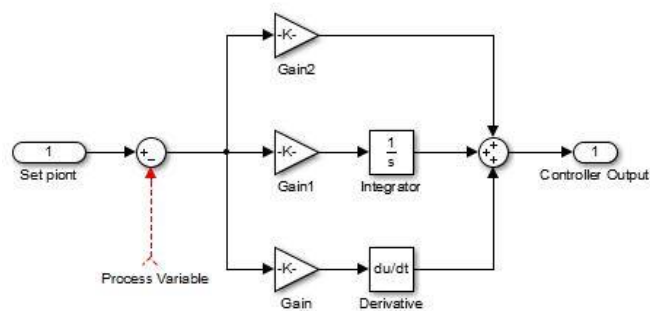 -K-
Gain2
1
Set piont
+
−
-K-
Gain1
1
s
Integrator
+
+
+
1
Controller Output
Process Variable
-K-
Gain
du/dt
Derivative